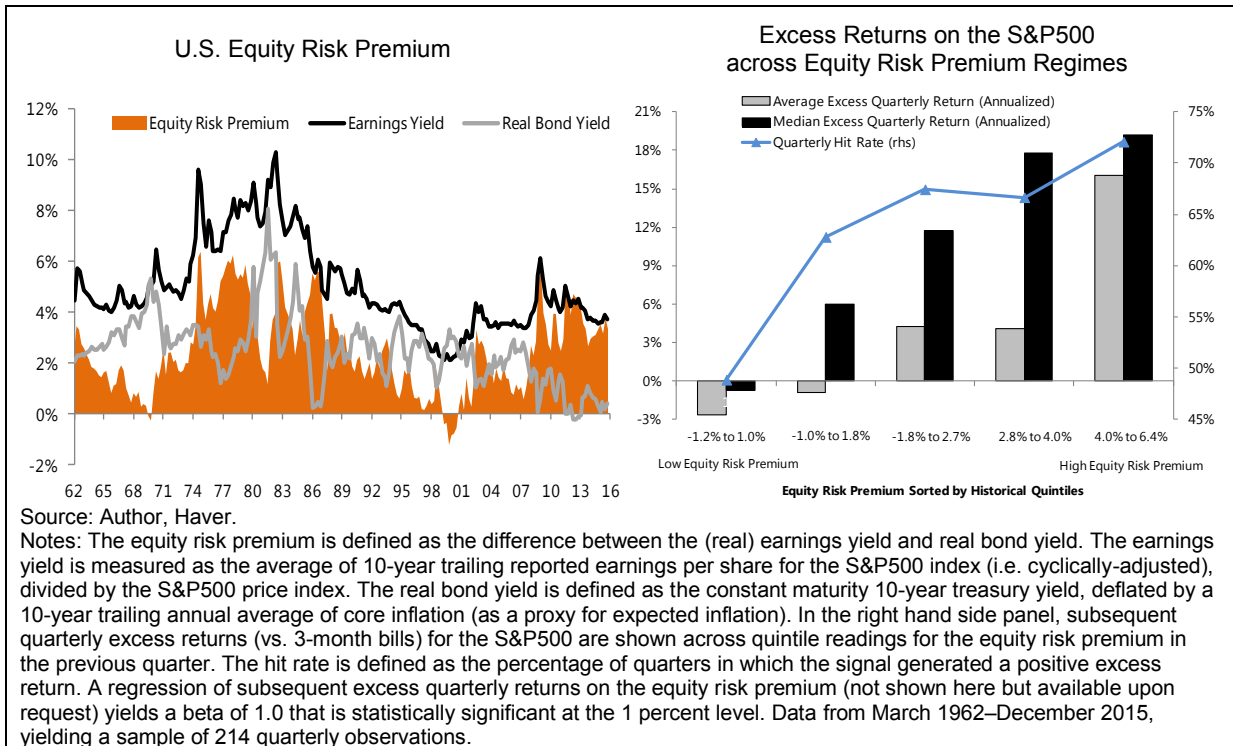 U.S. Equity Risk Premium
12%
10%
8%
6%
4%
2%
0%
-2%
Equity Risk Premium
Earnings Yield
Real Bond Yield
62 65 68 71 74 77 80 83 86 89 92 95 98 01 04 07 10 13 16
Excess Returns on the S&P500
across Equity Risk Premium Regimes
Average Excess Quarterly Return (Annualized)
Median Excess Quarterly Return (Annualized)
Quarterly Hit Rate (rhs)
21%
18%
15%
12%
9%
6%
3%
0%
-3%
75%
70%
65%
60%
55%
50%
45%
-1.2% to 1.0% -1.0% to 1.8% -1.8% to 2.7% 2.8% to 4.0% 4.0% to 6.4%
Low Equity Risk Premium High Equity Risk Premium
Equity Risk Premium Sorted by Historical Quintiles
Source: Author, Haver.
Notes: The equity risk premium is defined as the difference between the (real) earnings yield and real bond yield. The earnings
yield is measured as the average of 10-year trailing reported earnings per share for the S&P500 index (i.e. cyclically-adjusted),
divided by the S&P500 price index. The real bond yield is defined as the constant maturity 10-year treasury yield, deflated by a
10-year trailing annual average of core inflation (as a proxy for expected inflation). In the right hand side panel, subsequent
quarterly excess returns (vs. 3-month bills) for the S&P500 are shown across quintile readings for the equity risk premium in
the previous quarter. The hit rate is defined as the percentage of quarters in which the signal generated a positive excess
return. A regression of subsequent excess quarterly returns on the equity risk premium (not shown here but available upon
request) yields a beta of 1.0 that is statistically significant at the 1 percent level. Data from March 1962–December 2015,
yielding a sample of 214 quarterly observations.